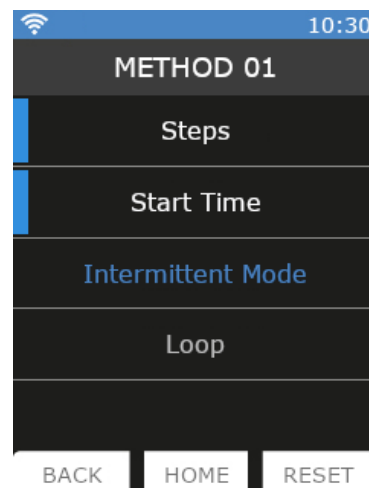 10:30
METHOD 01
Steps
Start Time
Intermittent Mode
Loop
BACK HOME RESET